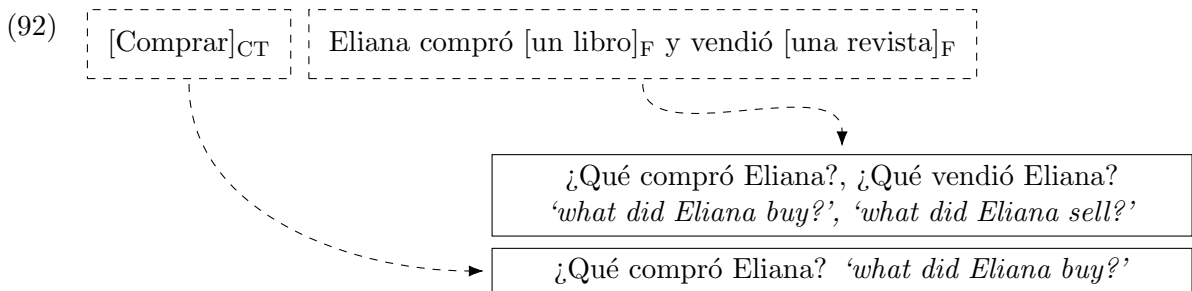 (92) [Comprar]CT Eliana compró [un libro]F y vendió [una revista]F
¿Qué compró Eliana?, ¿Qué vendió Eliana?
‘what did Eliana buy?’, ‘what did Eliana sell?’
¿Qué compró Eliana? ‘what did Eliana buy?’